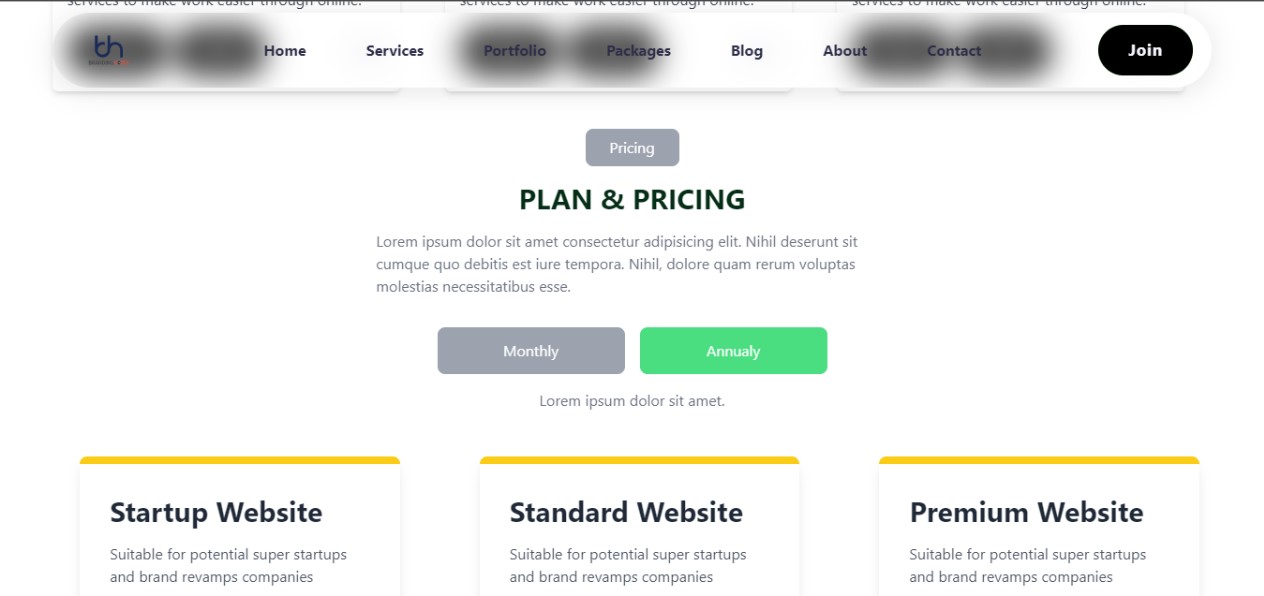 services to make work easier through online.
services to make work easier through online.
services to make work easier through online.
th
Home
Services
Portfolio
Packages
Blog
About
Contact
Join
Pricing
PLAN & PRICING
Lorem ipsum dolor sit amet consectetur adipisicing elit. Nihil deserunt sit
cumque quo debitis est iure tempora. Nihil, dolore quam rerum voluptas
molestias necessitatibus esse.
Monthly
Annualy
Lorem ipsum dolor sit amet.
Startup Website
Suitable for potential super startups
and brand revamps companies
Standard Website
Suitable for potential super startups
and brand revamps companies
Premium Website
Suitable for potential super startups
and brand revamps companies